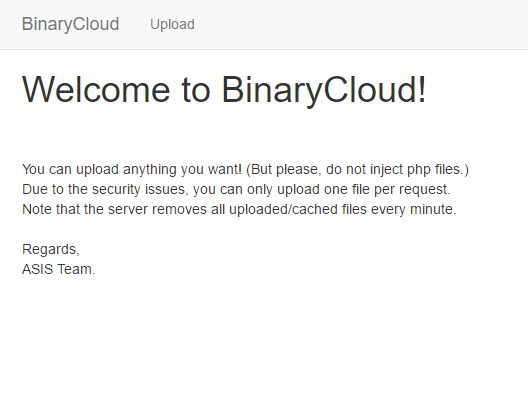 BinaryCloud Upload
Welcome to BinaryCloud!
You can upload anything you want! (But please, do not inject php files.)
Due to the security issues, you can only upload one file per request.
Note that the server removes all uploaded/cached files every minute.
Regards,
ASIS Team.